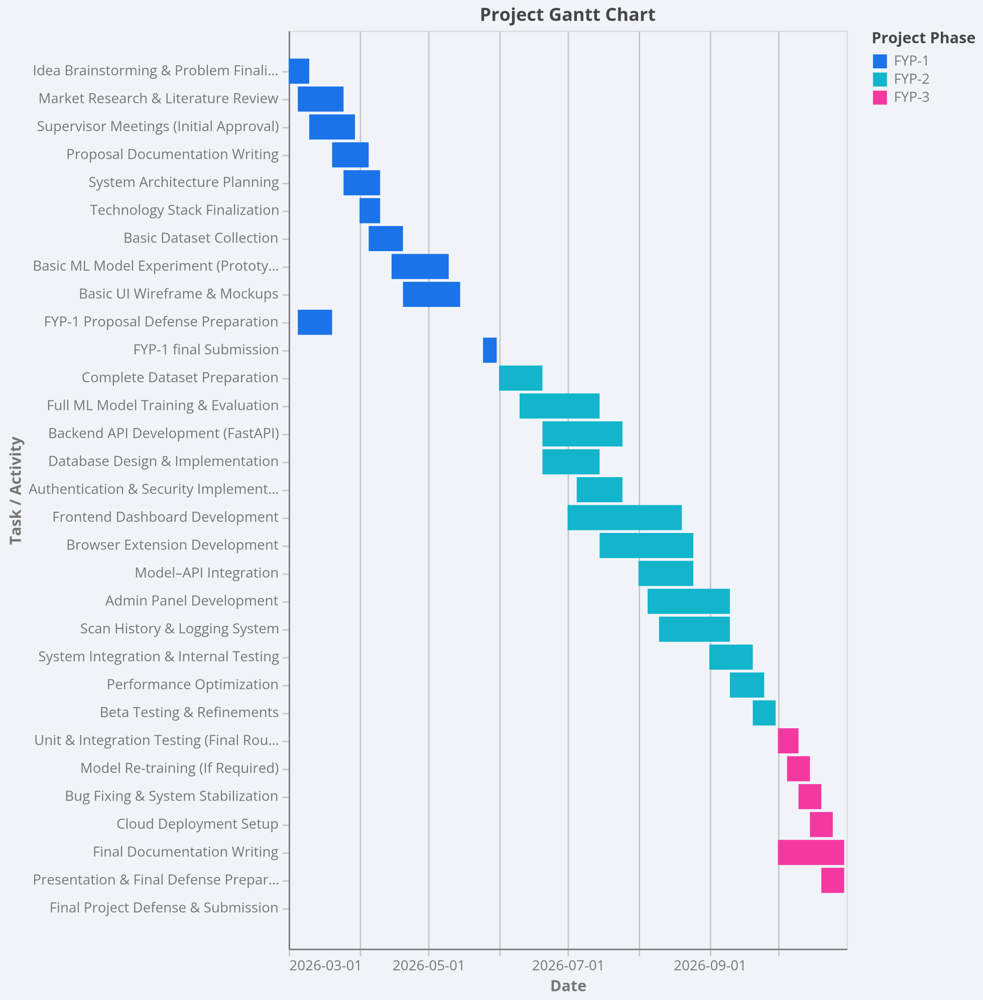 Project Gantt Chart
Project Phase
FYP-1
FYP-2
FYP-3
Task / Activity
Idea Brainstorming & Problem Finali...
Market Research & Literature Review
Supervisor Meetings (Initial Approval)
Proposal Documentation Writing
System Architecture Planning
Technology Stack Finalization
Basic Dataset Collection
Basic ML Model Experiment (Prototy...
Basic UI Wireframe & Mockups
FYP-1 Proposal Defense Preparation
FYP-1 final Submission
Complete Dataset Preparation
Full ML Model Training & Evaluation
Backend API Development (FastAPI)
Database Design & Implementation
Authentication & Security Implement...
Frontend Dashboard Development
Browser Extension Development
Model–API Integration
Admin Panel Development
Scan History & Logging System
System Integration & Internal Testing
Performance Optimization
Beta Testing & Refinements
Unit & Integration Testing (Final Rou...
Model Re-training (If Required)
Bug Fixing & System Stabilization
Cloud Deployment Setup
Final Documentation Writing
Presentation & Final Defense Prepar...
Final Project Defense & Submission
2026-03-01 2026-05-01 2026-07-01 2026-09-01
Date